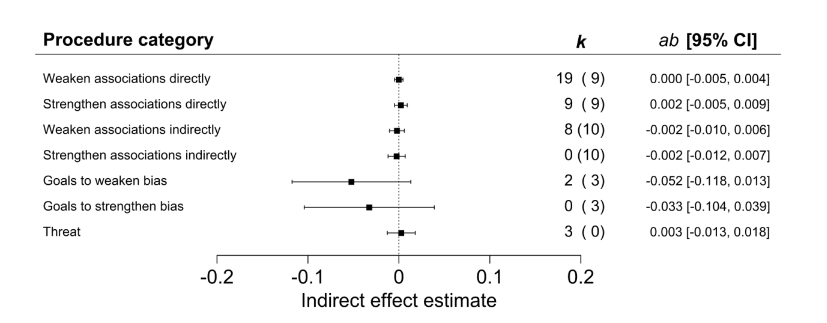 Procedure category k ab [95% CI]
Weaken associations directly 19 ( 9) 0.000 [-0.005, 0.004]
Strengthen associations directly 9 ( 9) 0.002 [-0.005, 0.009]
Weaken associations indirectly 8 (10) -0.002 [-0.010, 0.006]
Strengthen associations indirectly 0 (10) -0.002 [-0.012, 0.007]
Goals to weaken bias 2 ( 3) -0.052 [-0.118, 0.013]
Goals to strengthen bias 0 ( 3) -0.033 [-0.104, 0.039]
Threat 3 ( 0) 0.003 [-0.013, 0.018]
-0.2 -0.1 0 0.1 0.2
Indirect effect estimate